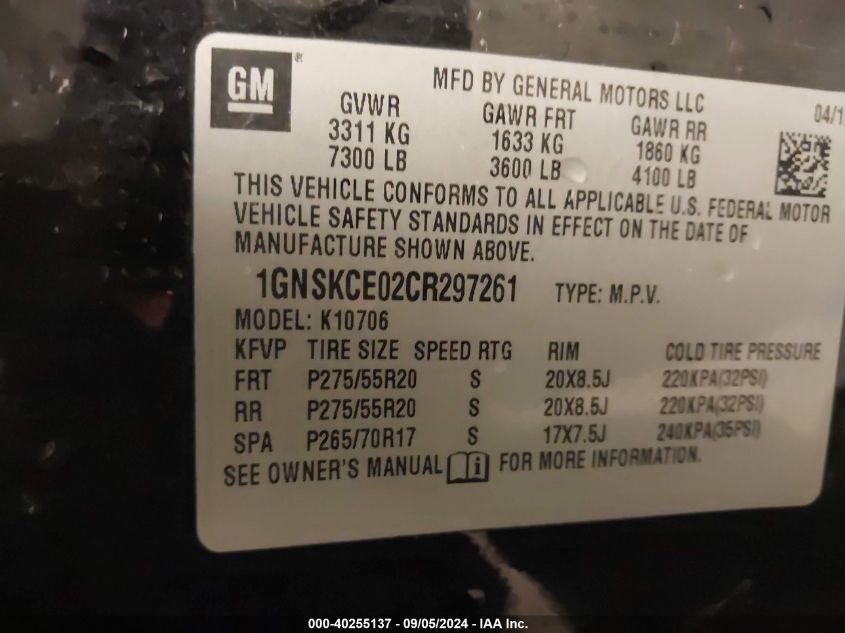 GM®
MFD BY GENERAL MOTORS LLC
GVWR GAWR FRT GAWR RR
3311 KG 1633 KG 1860 KG
7300 LB 3600 LB 4100 LB
THIS VEHICLE CONFORMS TO ALL APPLICABLE U.S. FEDERAL MOTOR
VEHICLE SAFETY STANDARDS IN EFFECT ON THE DATE OF
MANUFACTURE SHOWN ABOVE.
1GNSKCE02CR297261 TYPE: M.P.V.
MODEL: K10706
KFVP TIRE SIZE SPEED RTG RIM COLD TIRE PRESSURE
FRT P275/55R20 S 20X8.5J 220KPA(32PSI)
RR P275/55R20 S 20X8.5J 220KPA(32PSI)
SPA P265/70R17 S 17X7.5J 240KPA(35PSI)
SEE OWNER'S MANUAL FOR MORE INFORMATION.
000-40255137 - 09/05/2024 - IAA Inc.